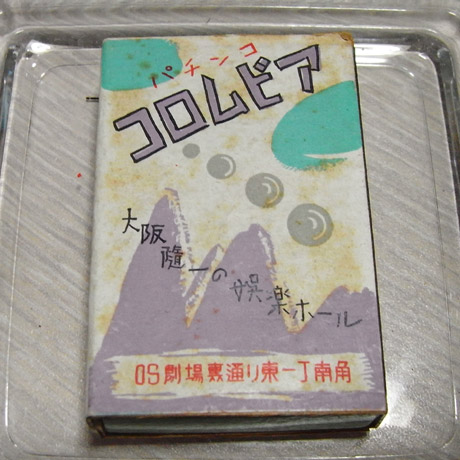 パチンコ
コロムビア
大阪随一の娯楽ホール
OS劇場裏通り東一丁南角